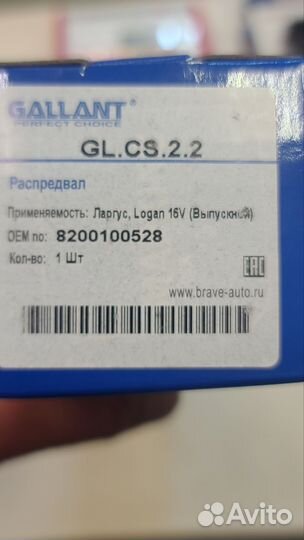 GALLANT®
PERFECT CHOICE
GL.CS.2.2
Распредвал
Применяемость: Ларгус, Logan 16V (Выпускной)
OEM no: 8200100528
Кол-во: 1 Шт
EAC
www.brave-auto.ru
Avito